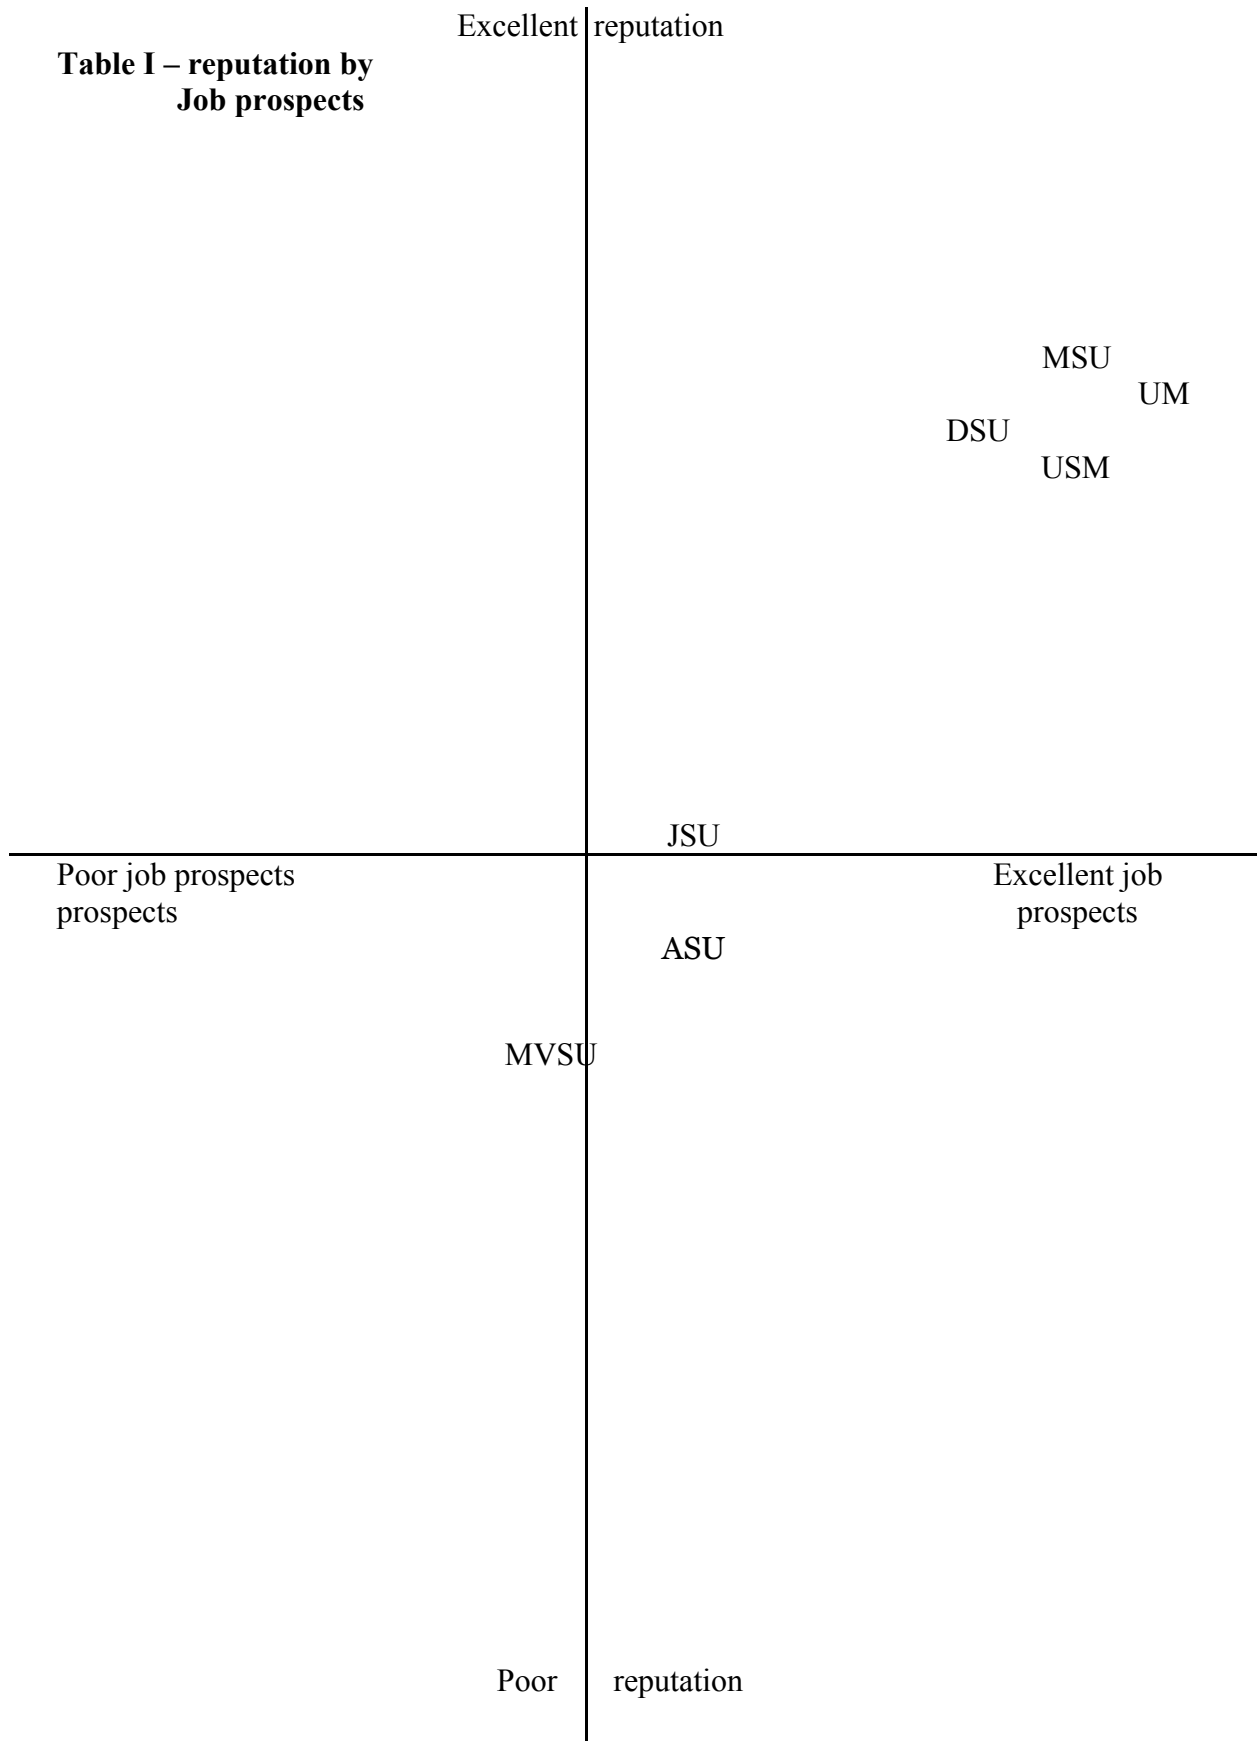 Excellent reputation
Table I – reputation by
Job prospects
MSU
UM
DSU
USM
JSU
Poor job prospects Excellent job
prospects prospects
ASU
MVSU
Poor reputation